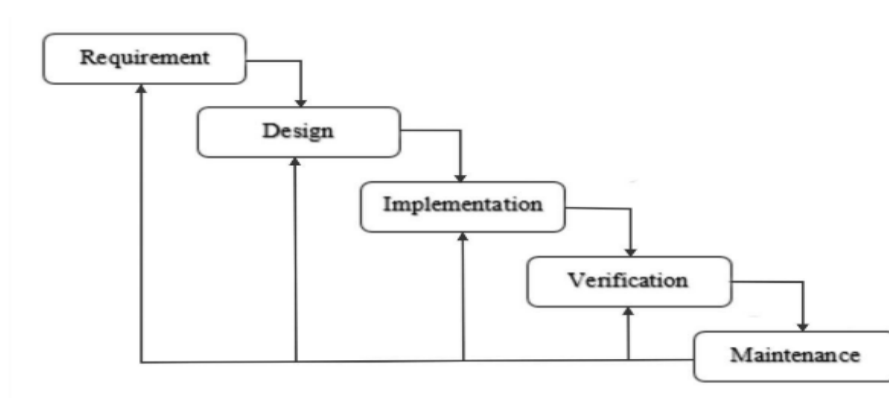 Requirement
Design
Implementation
Verification
Maintenance